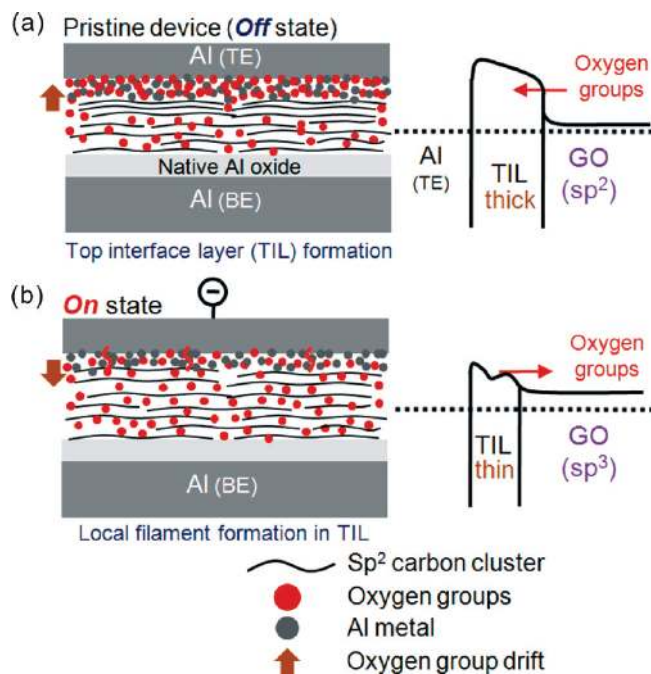 (a) Pristine device (Off state)
Al (TE)
Native Al oxide
Al (BE)
Top interface layer (TIL) formation
Oxygen
groups
Al
(TE)
TIL
thick
GO
(sp²)
(b) On state
−
Al (BE)
Local filament formation in TIL
Oxygen
groups
TIL
thin
GO
(sp³)
Sp² carbon cluster
Oxygen groups
Al metal
Oxygen group drift